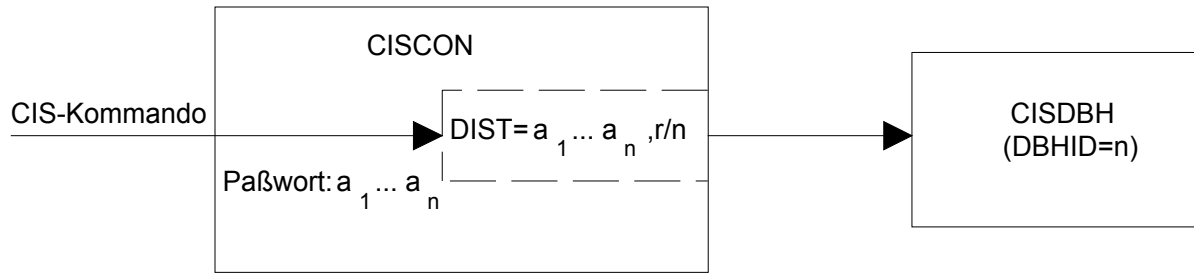 CISCON
CIS-Kommando
DIST= a 1 ... a n ,r/n
Paßwort: a 1 ... a n
CISDBH
(DBHID=n)